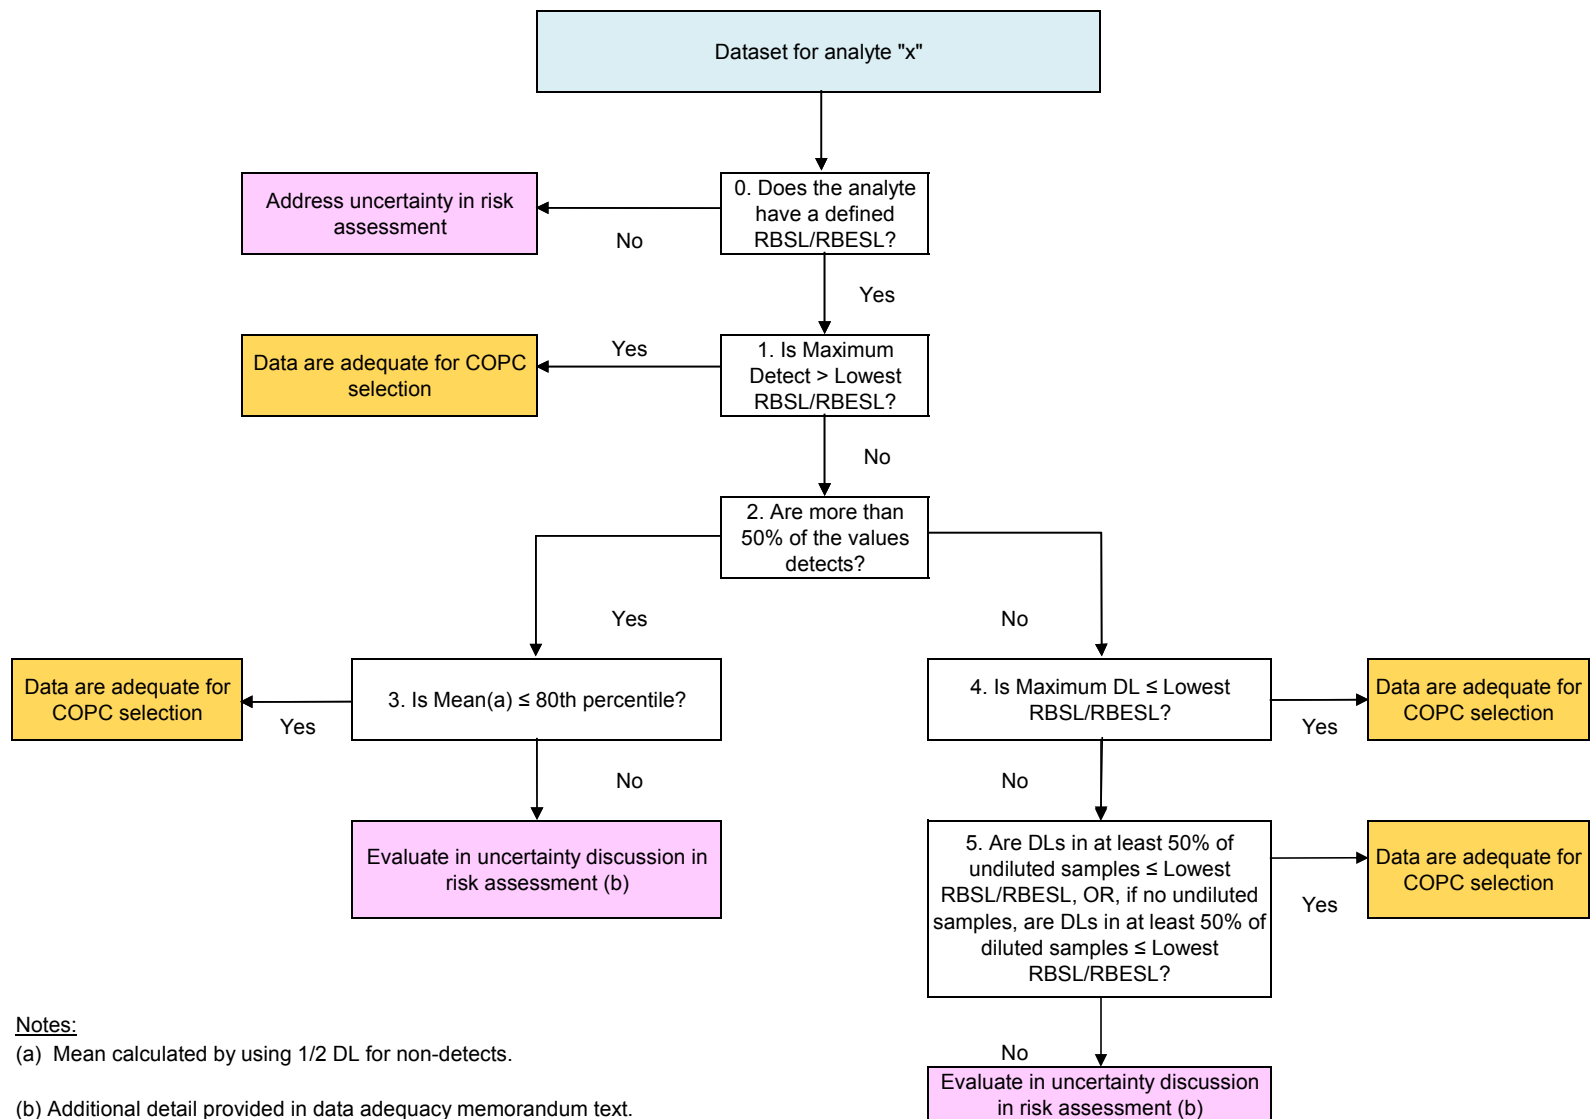 Dataset for analyte "x"
Address uncertainty in risk
assessment
No
0. Does the analyte
have a defined
RBSL/RBESL?
Yes
Data are adequate for COPC
selection
Yes
1. Is Maximum
Detect > Lowest
RBSL/RBESL?
No
2. Are more than
50% of the values
detects?
Yes
No
Data are adequate for
COPC selection
Yes
3. Is Mean(a) ≤ 80th percentile?
4. Is Maximum DL ≤ Lowest
RBSL/RBESL?
Yes
Data are adequate for
COPC selection
No
No
Evaluate in uncertainty discussion in
risk assessment (b)
5. Are DLs in at least 50% of
undiluted samples ≤ Lowest
RBSL/RBESL, OR, if no undiluted
samples, are DLs in at least 50% of
diluted samples ≤ Lowest
RBSL/RBESL?
Yes
Data are adequate for
COPC selection
Notes:
(a) Mean calculated by using 1/2 DL for non-detects.
(b) Additional detail provided in data adequacy memorandum text.
No
Evaluate in uncertainty discussion
in risk assessment (b)